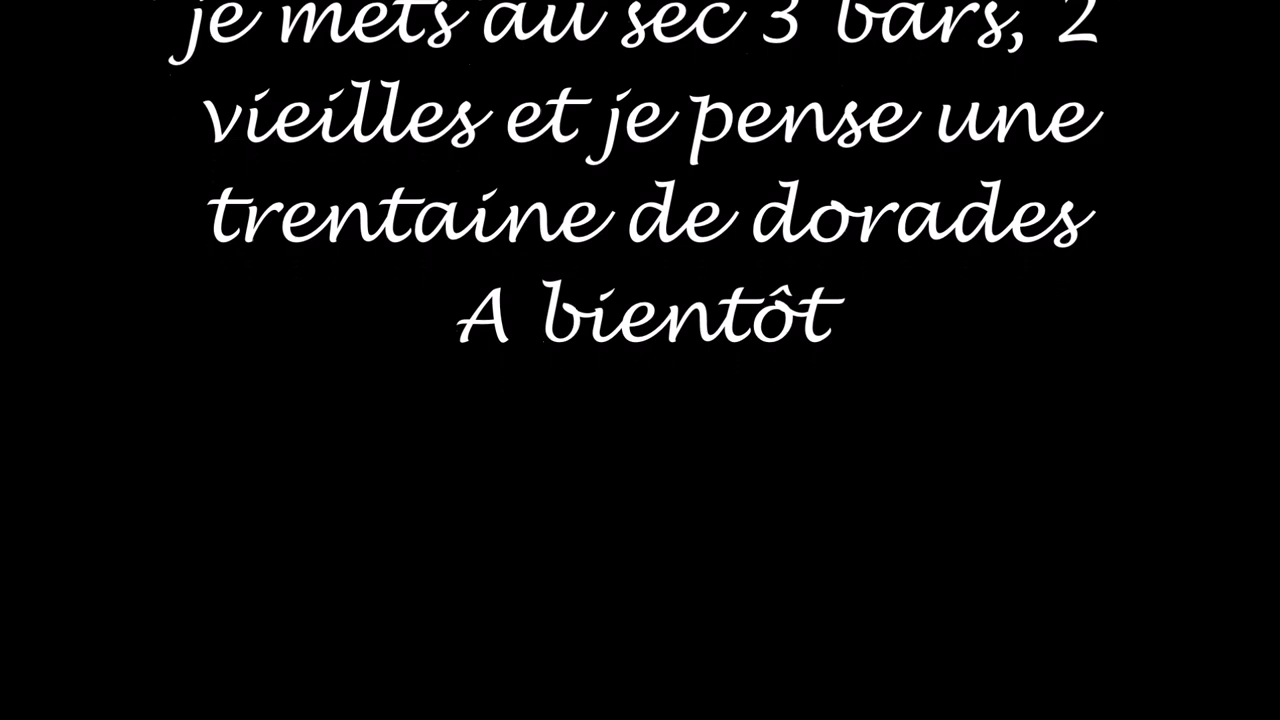 je mets au sec 3 bars, 2
vieilles et je pense une
trentaine de dorades
A bientôt